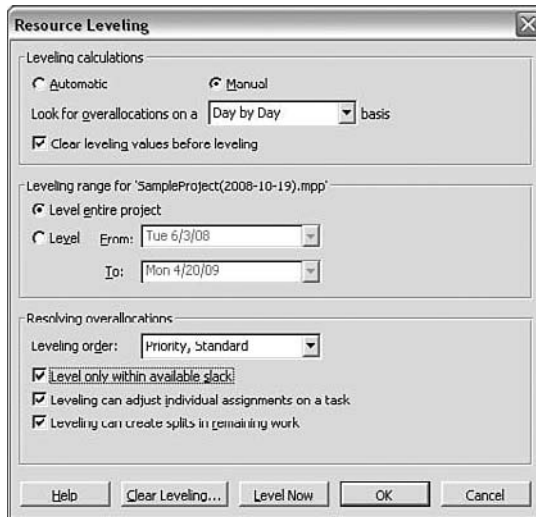 Resource Leveling
Leveling calculations
Automatic Manual
Look for overallocations on a Day by Day basis
Clear leveling values before leveling
Leveling range for 'SampleProject(2008-10-19).mpp'
Level entire project
Level From: Tue 6/3/08
To: Mon 4/20/09
Resolving overallocations
Leveling order: Priority, Standard
Level only within available slack
Leveling can adjust individual assignments on a task
Leveling can create splits in remaining work
Help Clear Leveling... Level Now OK Cancel